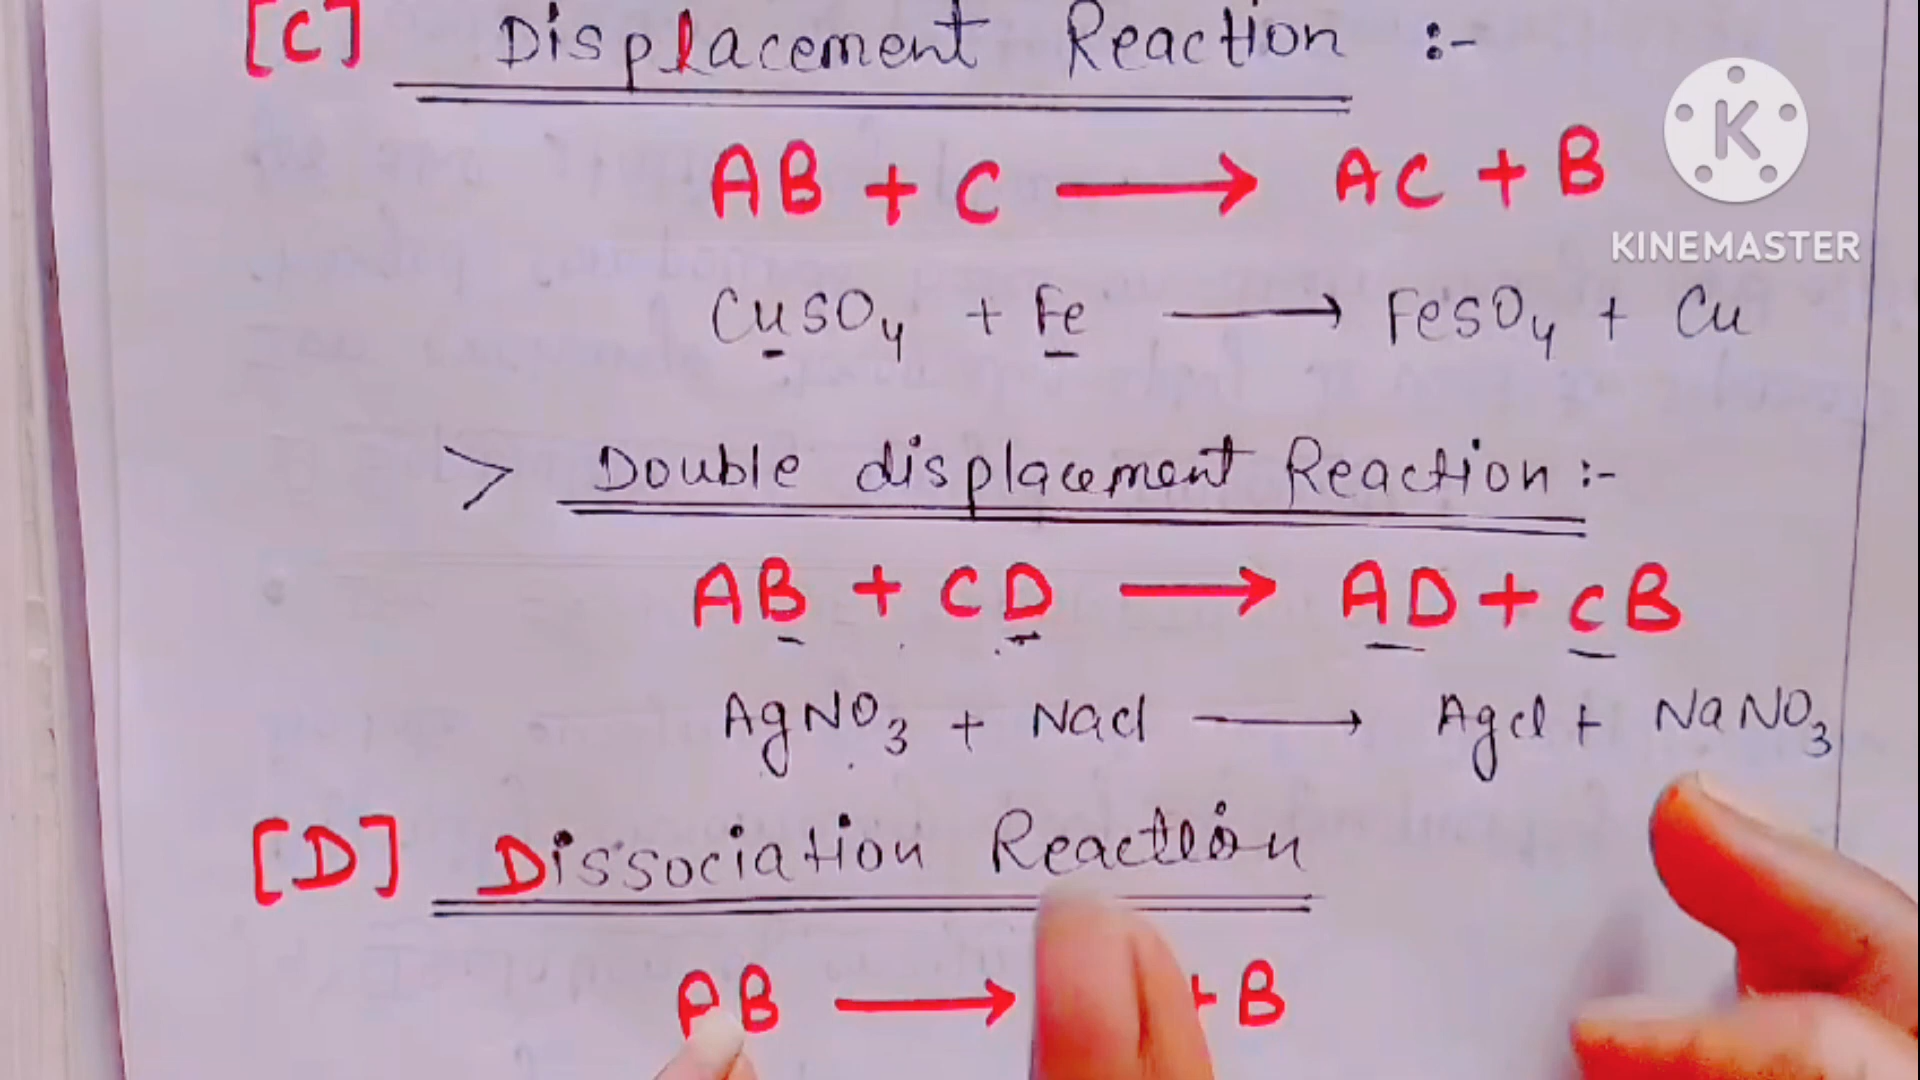 [C] Displacement Reaction :-
AB + C ⟶ AC + B
KINEMASTER
CuSO4 + Fe ⟶ FeSO4 + Cu
> Double displacement Reaction :-
AB + CD ⟶ AD + CB
AgNO3 + Nacl ⟶ Agcl + NaNO3
[D] Dissociation Reaction
AB ⟶ + B